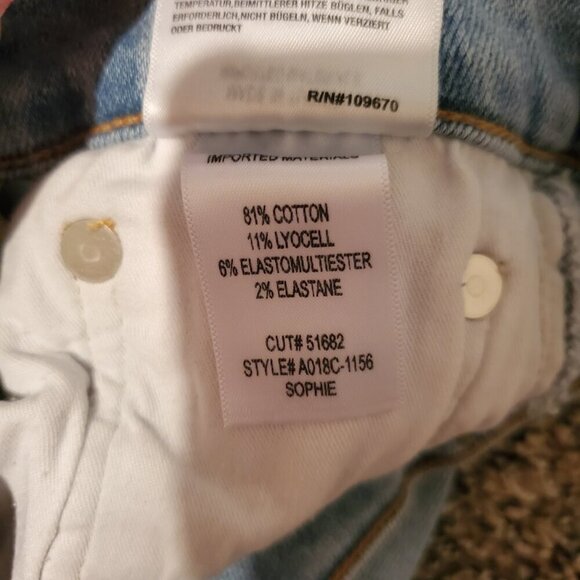 TEMPERATUR,BEIMITTLERER HITZE BÜGLEN, FALLS
ERFORDERLICH,NICHT BÜGELN, WENN VERZIERT
ODER BEDRUCKT
R/N#109670
IMPORTED MATERIALS
81% COTTON
11% LYOCELL
6% ELASTOMULTIESTER
2% ELASTANE
CUT# 51682
STYLE# A018C-1156
SOPHIE